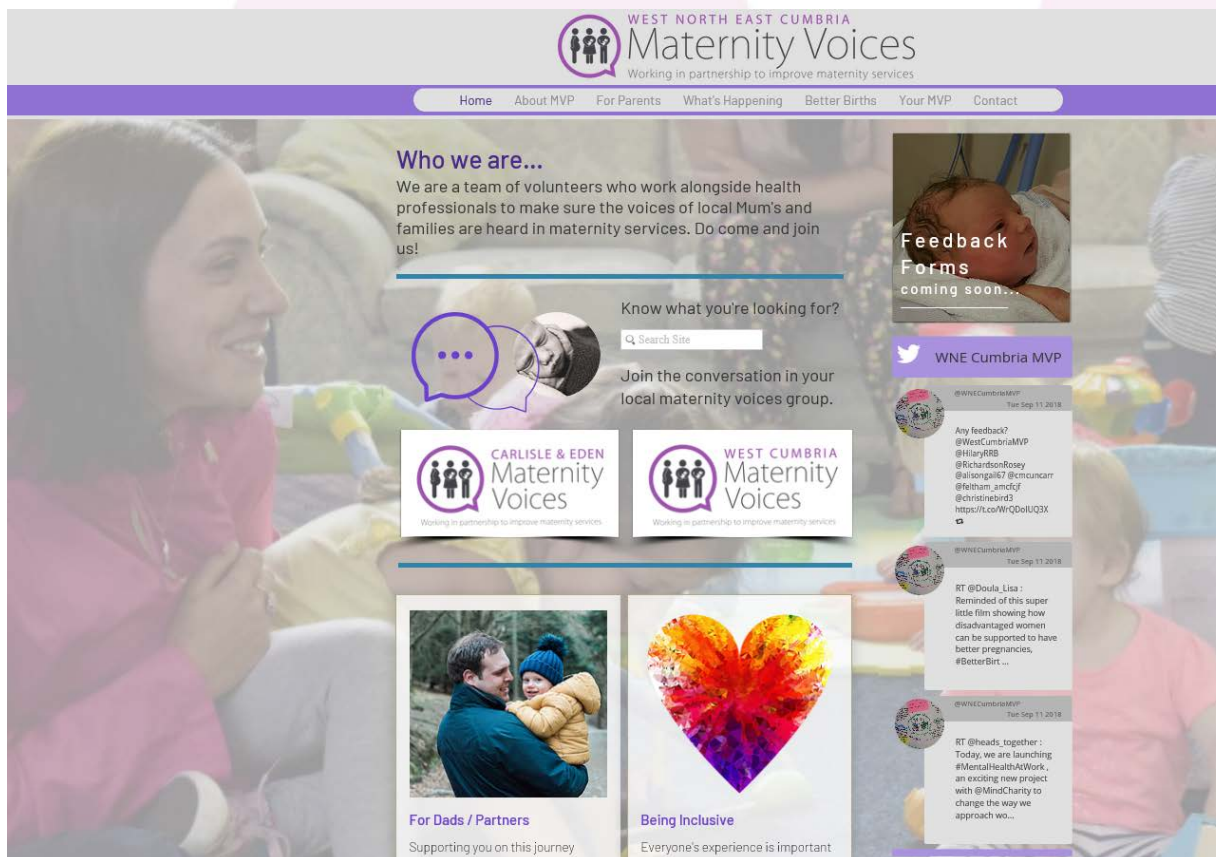 WEST NORTH EAST CUMBRIA
Maternity Voices
Working in partnership to improve maternity services
Home About MVP For Parents What's Happening Better Births Your MVP Contact
Who we are...
We are a team of volunteers who work alongside health
professionals to make sure the voices of local Mum's and
families are heard in maternity services. Do come and join
us!
Know what you're looking for?
Search Site
Join the conversation in your
local maternity voices group.
CARLISLE & EDEN
Maternity
Voices
Working in partnership to improve maternity services
WEST CUMBRIA
Maternity
Voices
Working in partnership to improve maternity services
For Dads / Partners
Supporting you on this journey
Being Inclusive
Everyone's experience is important
Feedback
Forms
coming soon...
WNE Cumbria MVP
@WNECumbriaMVP
Tue Sep 11 2018
Any feedback?
@WestCumbriaMVP
@HilaryRRB
@RichardsonRosey
@alisongail67 @cmcuncarr
@feltham_amcfcjf
@christinebird3
https://t.co/WrQDoIUQ3X
@WNECumbriaMVP
Tue Sep 11 2018
RT @Doula_Lisa :
Reminded of this super
little film showing how
disadvantaged women
can be supported to have
better pregnancies,
#BetterBirt ...
@WNECumbriaMVP
Tue Sep 11 2018
RT @heads_together :
Today, we are launching
#MentalHealthAtWork ,
an exciting new project
with @MindCharity to
change the way we
approach wo...